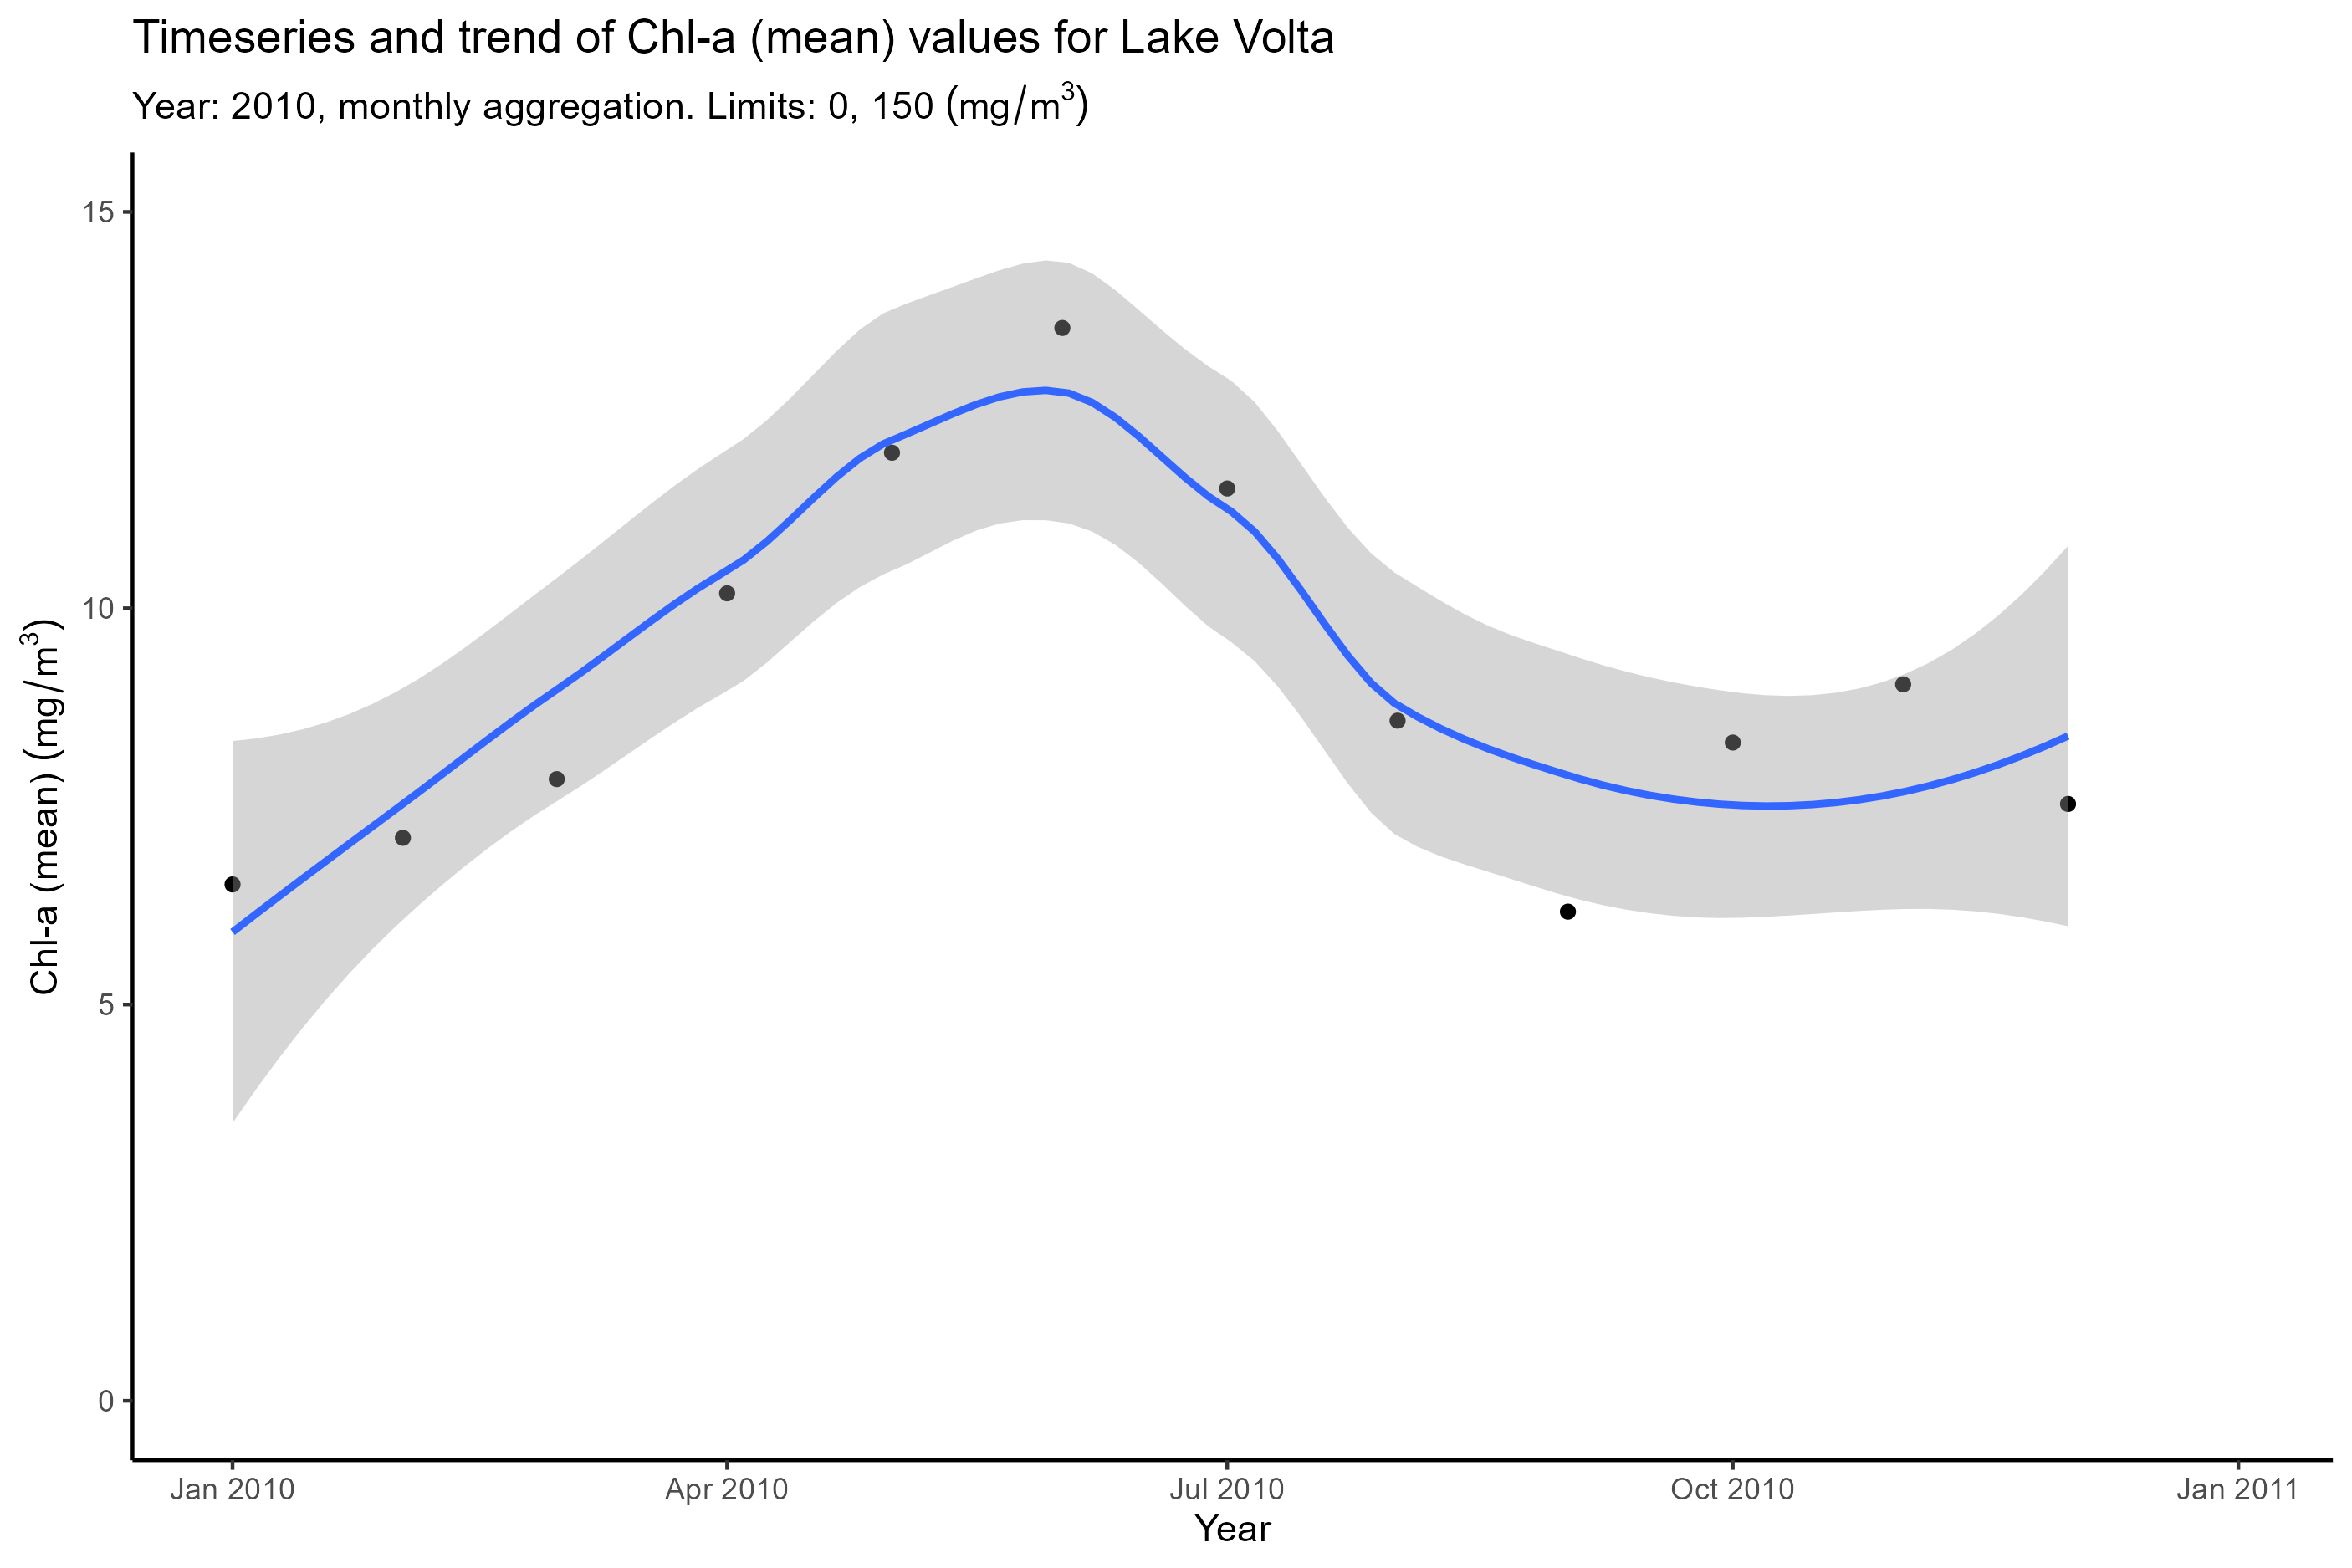 Timeseries and trend of Chl-a (mean) values for Lake Volta
Year: 2010, monthly aggregation. Limits: 0, 150 (mg/m³)
Chl-a (mean) (mg/m³)
15
10
5
0
Jan 2010
Apr 2010
Jul 2010
Oct 2010
Jan 2011
Year